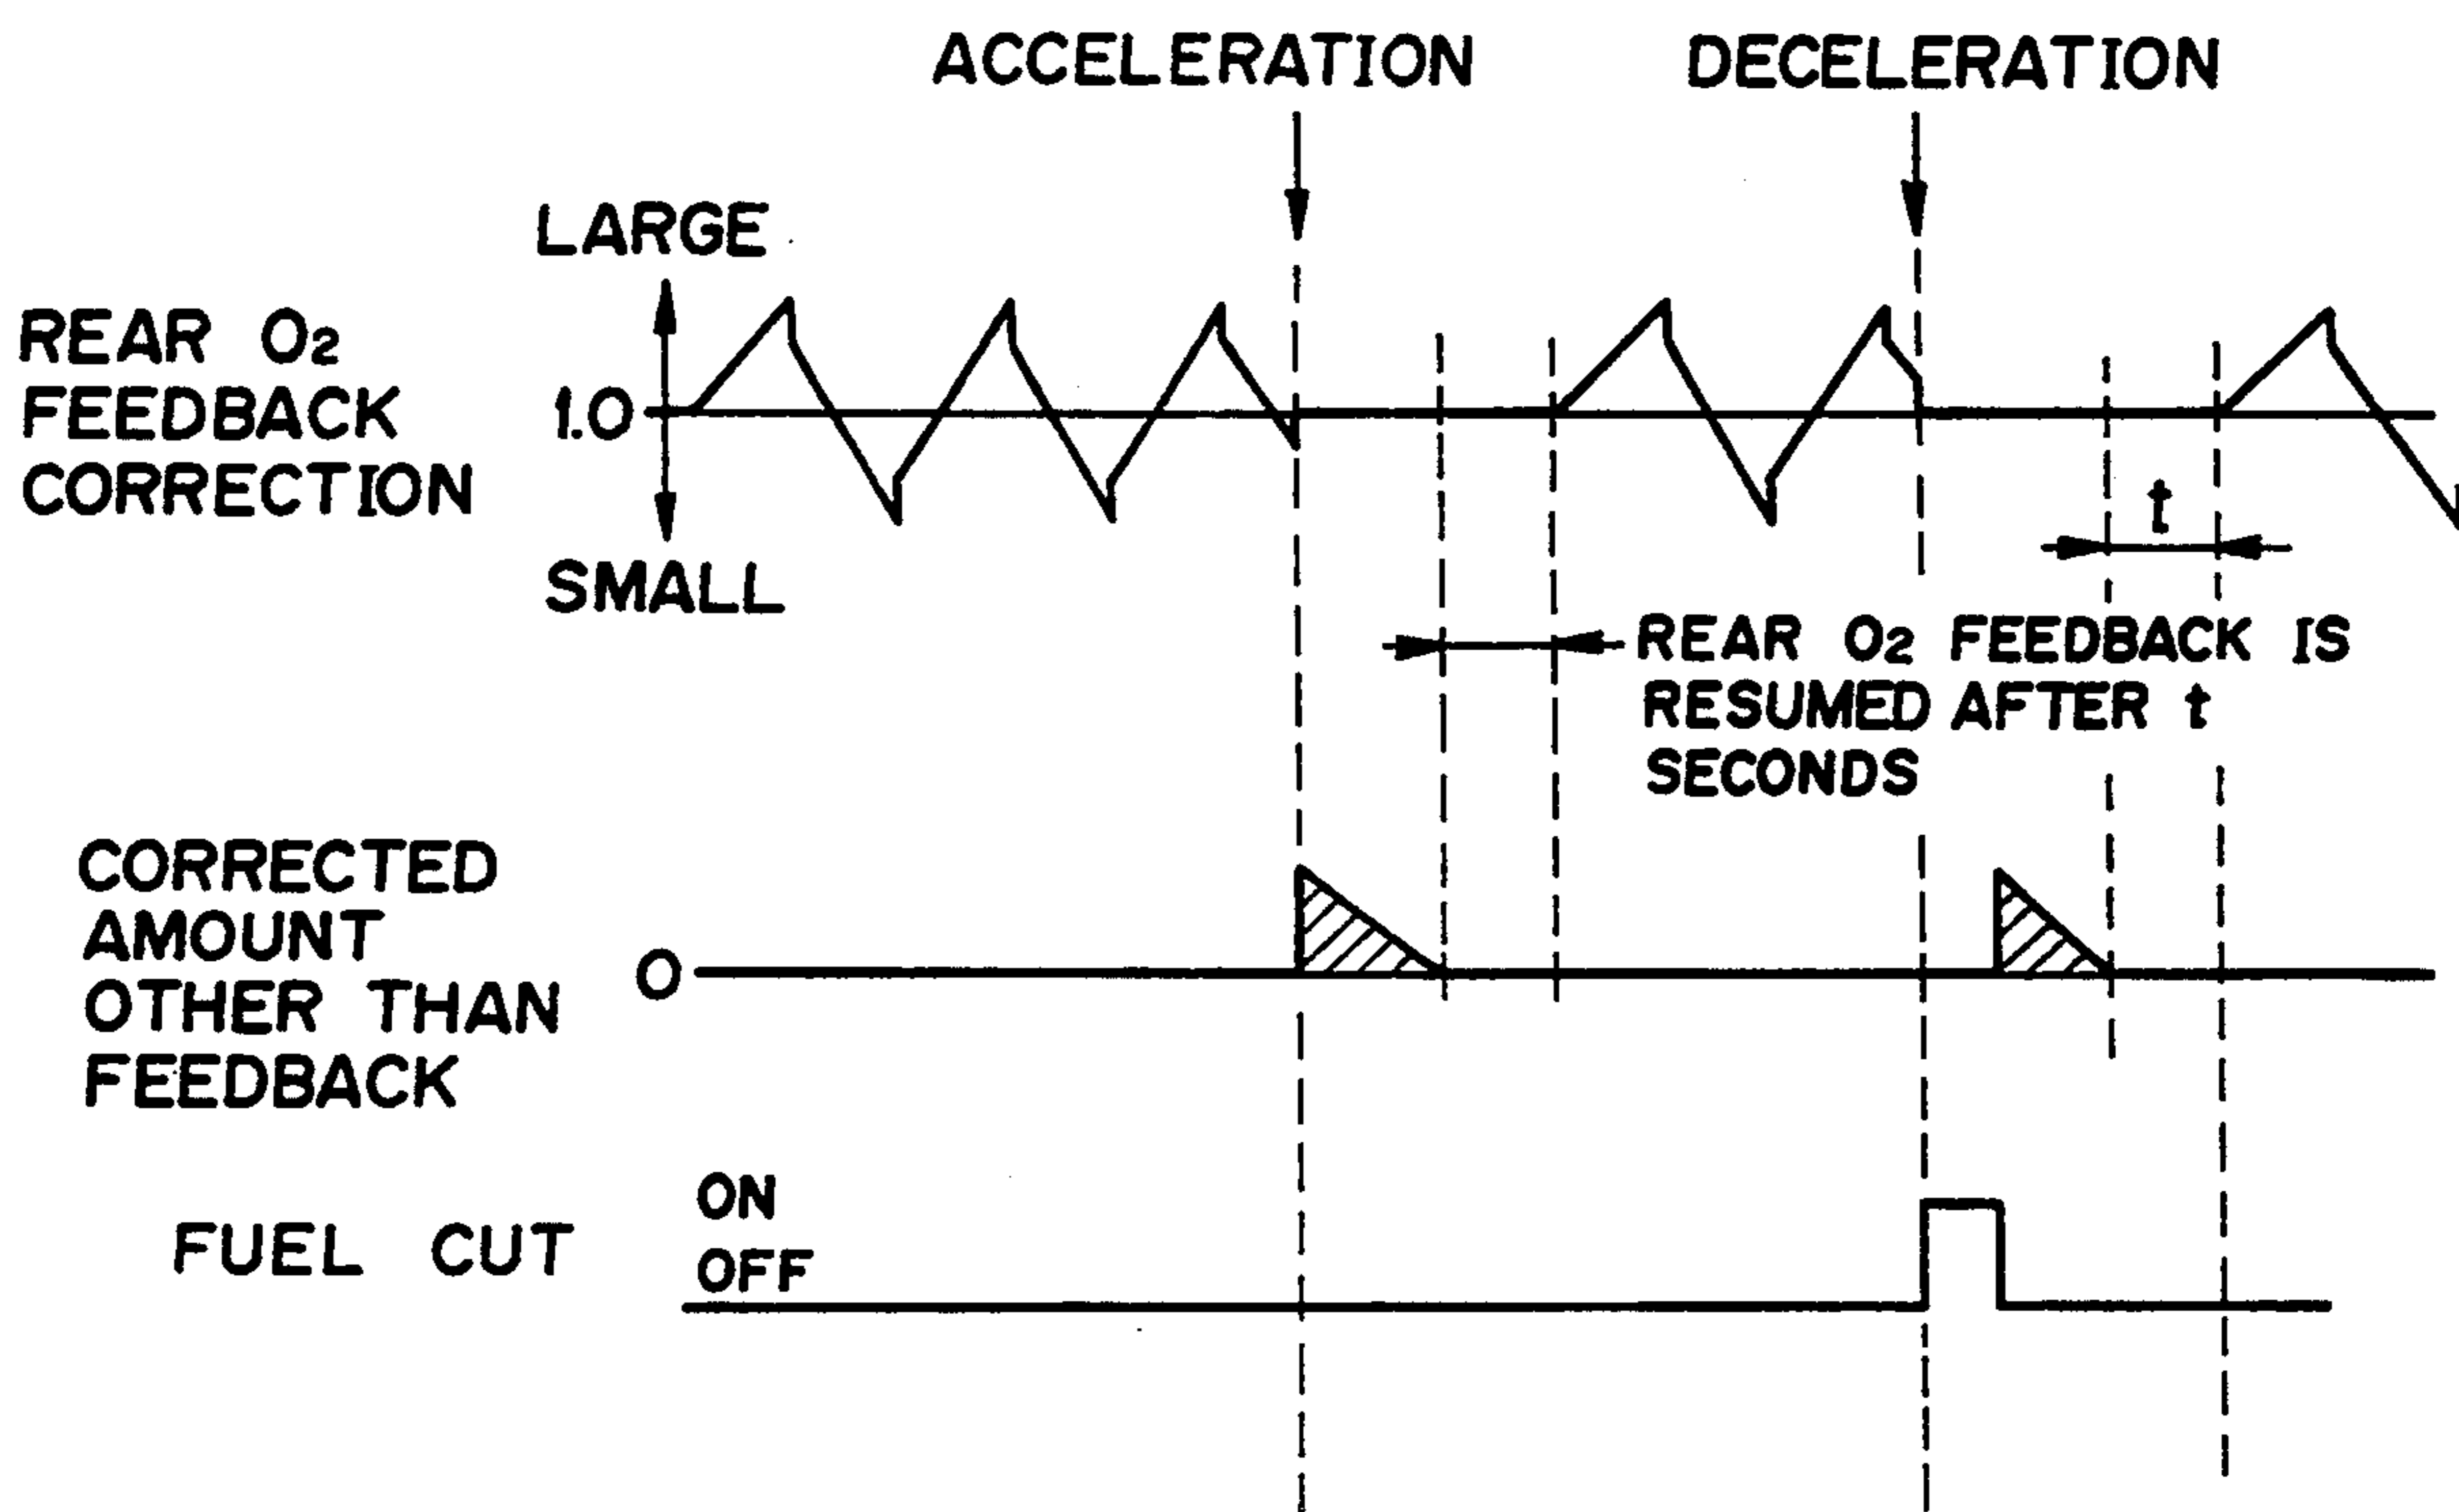 ACCELERATION
DECELERATION
LARGE
REAR O2
FEEDBACK
CORRECTION
1.0
SMALL
t
REAR O2 FEEDBACK IS
RESUMED AFTER t
SECONDS
CORRECTED
AMOUNT
OTHER THAN
FEEDBACK
0
ON
OFF
FUEL CUT